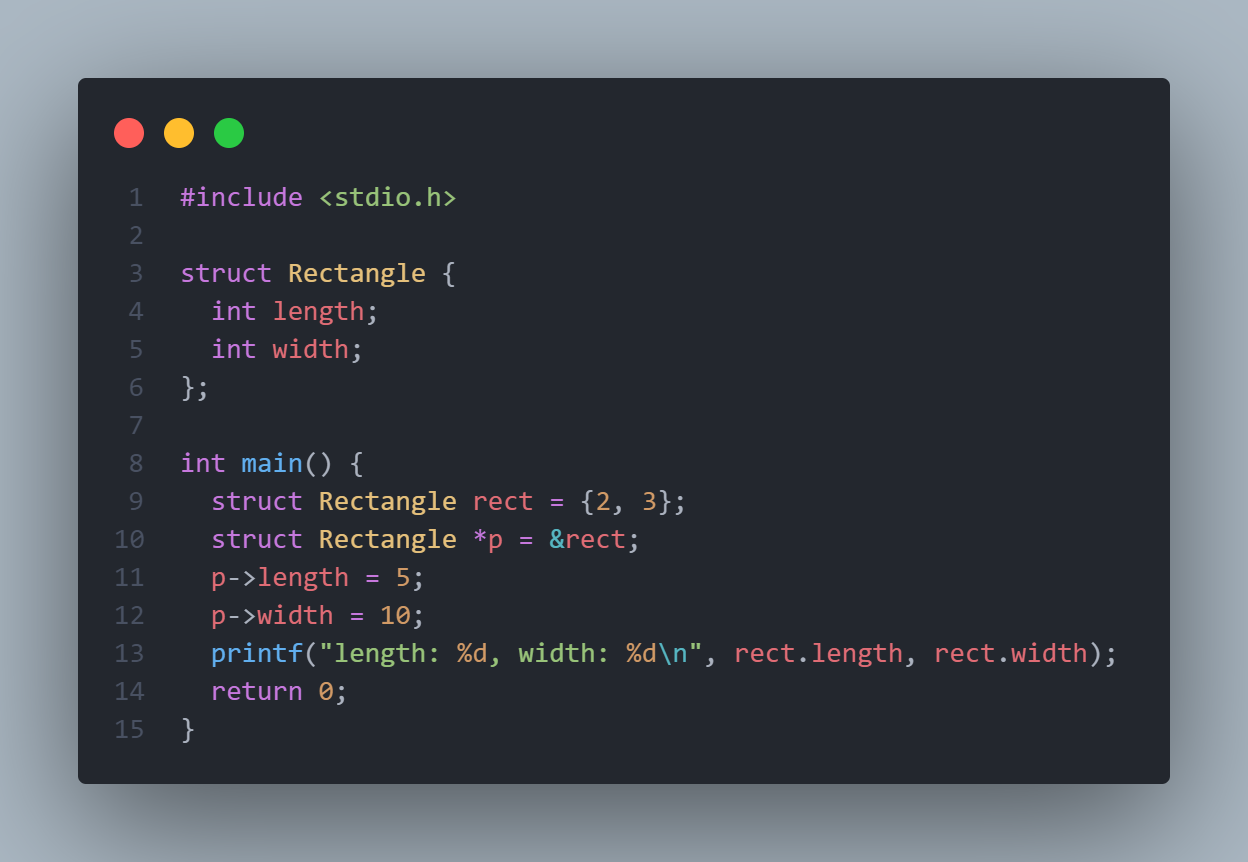 1 #include <stdio.h>
2
3 struct Rectangle {
4   int length;
5   int width;
6 };
7
8 int main() {
9   struct Rectangle rect = {2, 3};
10   struct Rectangle *p = &rect;
11   p->length = 5;
12   p->width = 10;
13   printf("length: %d, width: %d\n", rect.length, rect.width);
14   return 0;
15 }